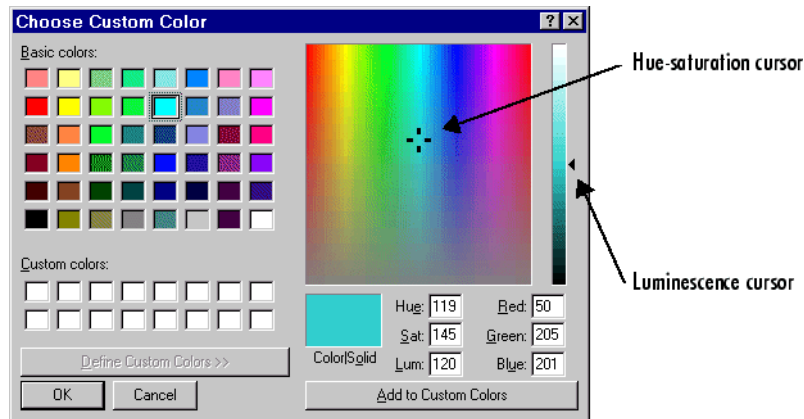 Choose Custom Color
Basic colors:
Custom colors:
Define Custom Colors >>
OK
Cancel
Color|Solid
Hue: 119
Sat: 145
Lum: 120
Red: 50
Green: 205
Blue: 201
Add to Custom Colors
Hue-saturation cursor
Luminescence cursor